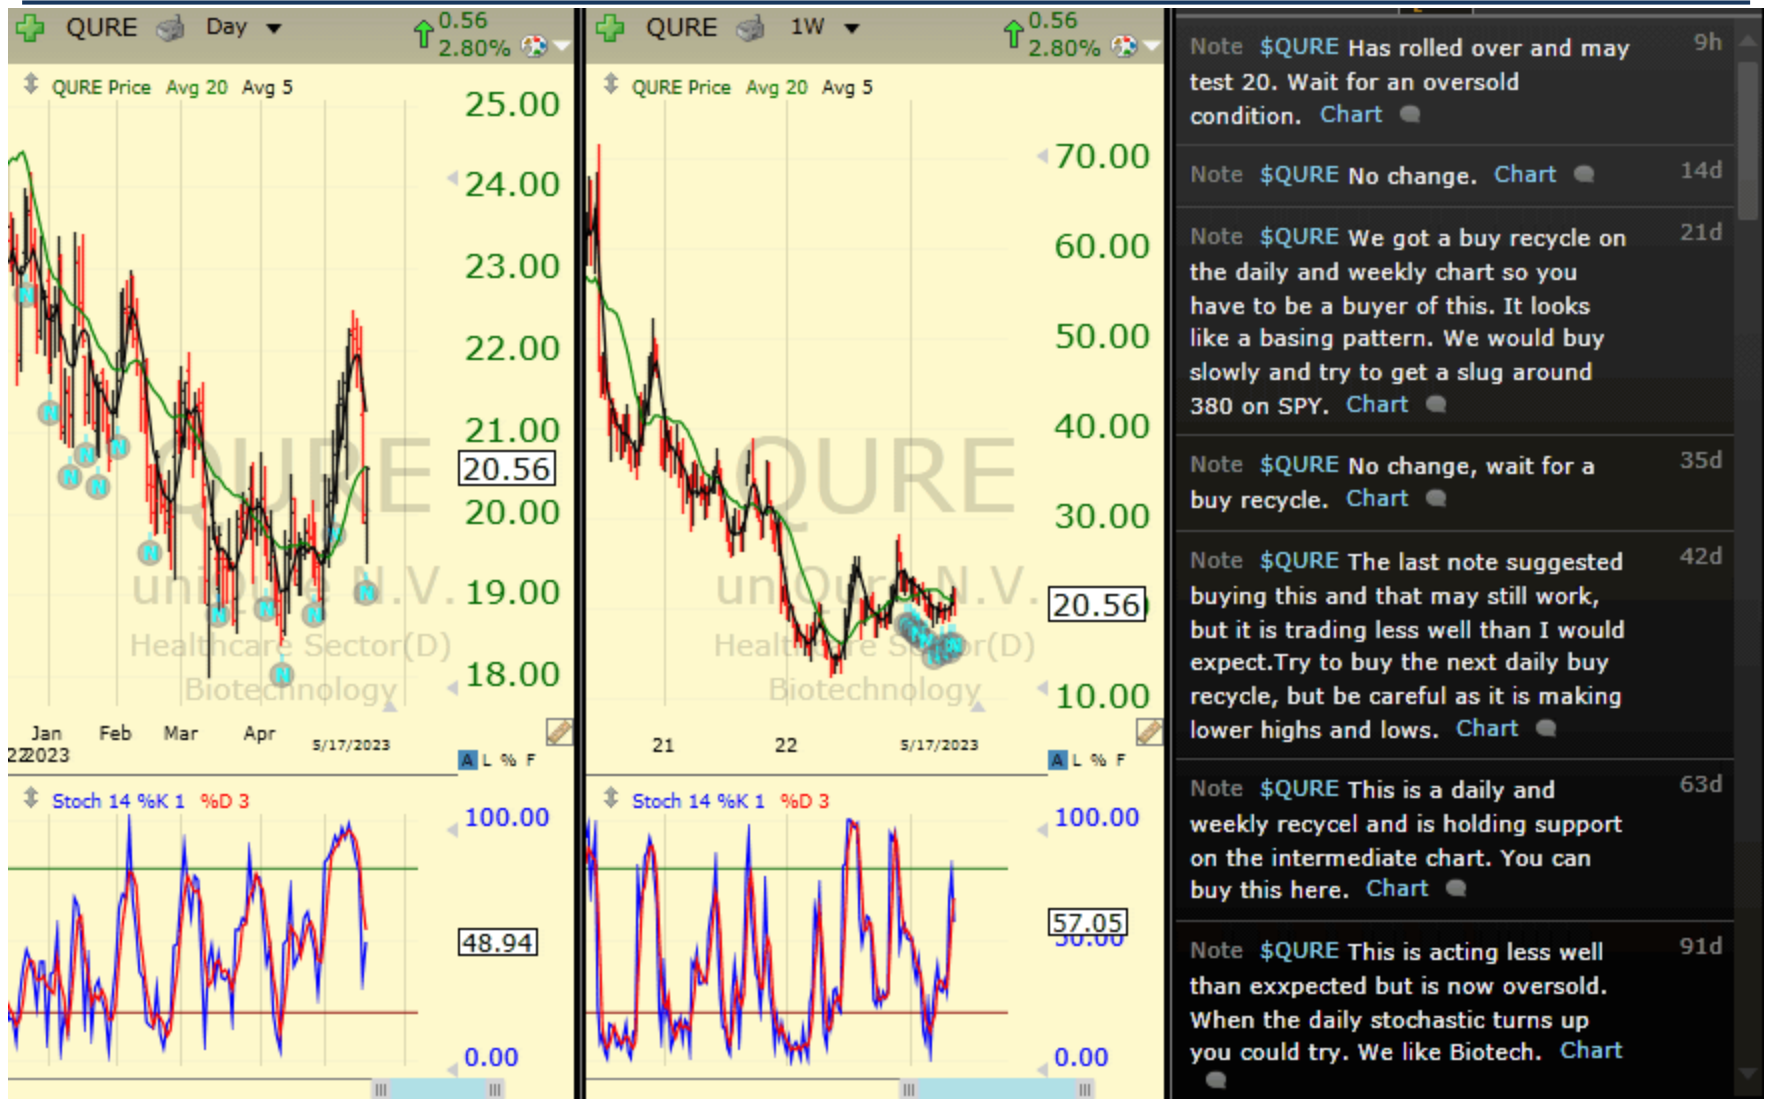 QURE Day 0.56
2.80%
QURE Price Avg 20 Avg 5
25.00
24.00
23.00
22.00
21.00
20.56
20.00
19.00
18.00
QURE
uniQure N.V.
Healthcare Sector(D)
Biotechnology
N N N N N N N N N N N N N
Jan Feb Mar Apr 5/17/2023
22 2023
A L % F
Stoch 14 %K 1 %D 3
100.00
48.94
0.00
QURE 1W 0.56
2.80%
QURE Price Avg 20 Avg 5
70.00
60.00
50.00
40.00
30.00
20.56
10.00
QURE
uniQure N.V.
Healthcare Sector(D)
Biotechnology
21 22 5/17/2023
A L % F
Stoch 14 %K 1 %D 3
100.00
57.05
50.00
0.00
Note $QURE Has rolled over and may 9h
test 20. Wait for an oversold
condition. Chart
Note $QURE No change. Chart 14d
Note $QURE We got a buy recycle on 21d
the daily and weekly chart so you
have to be a buyer of this. It looks
like a basing pattern. We would buy
slowly and try to get a slug around
380 on SPY. Chart
Note $QURE No change, wait for a 35d
buy recycle. Chart
Note $QURE The last note suggested 42d
buying this and that may still work,
but it is trading less well than I would
expect.Try to buy the next daily buy
recycle, but be careful as it is making
lower highs and lows. Chart
Note $QURE This is a daily and 63d
weekly recycel and is holding support
on the intermediate chart. You can
buy this here. Chart
Note $QURE This is acting less well 91d
than exxpected but is now oversold.
When the daily stochastic turns up
you could try. We like Biotech. Chart